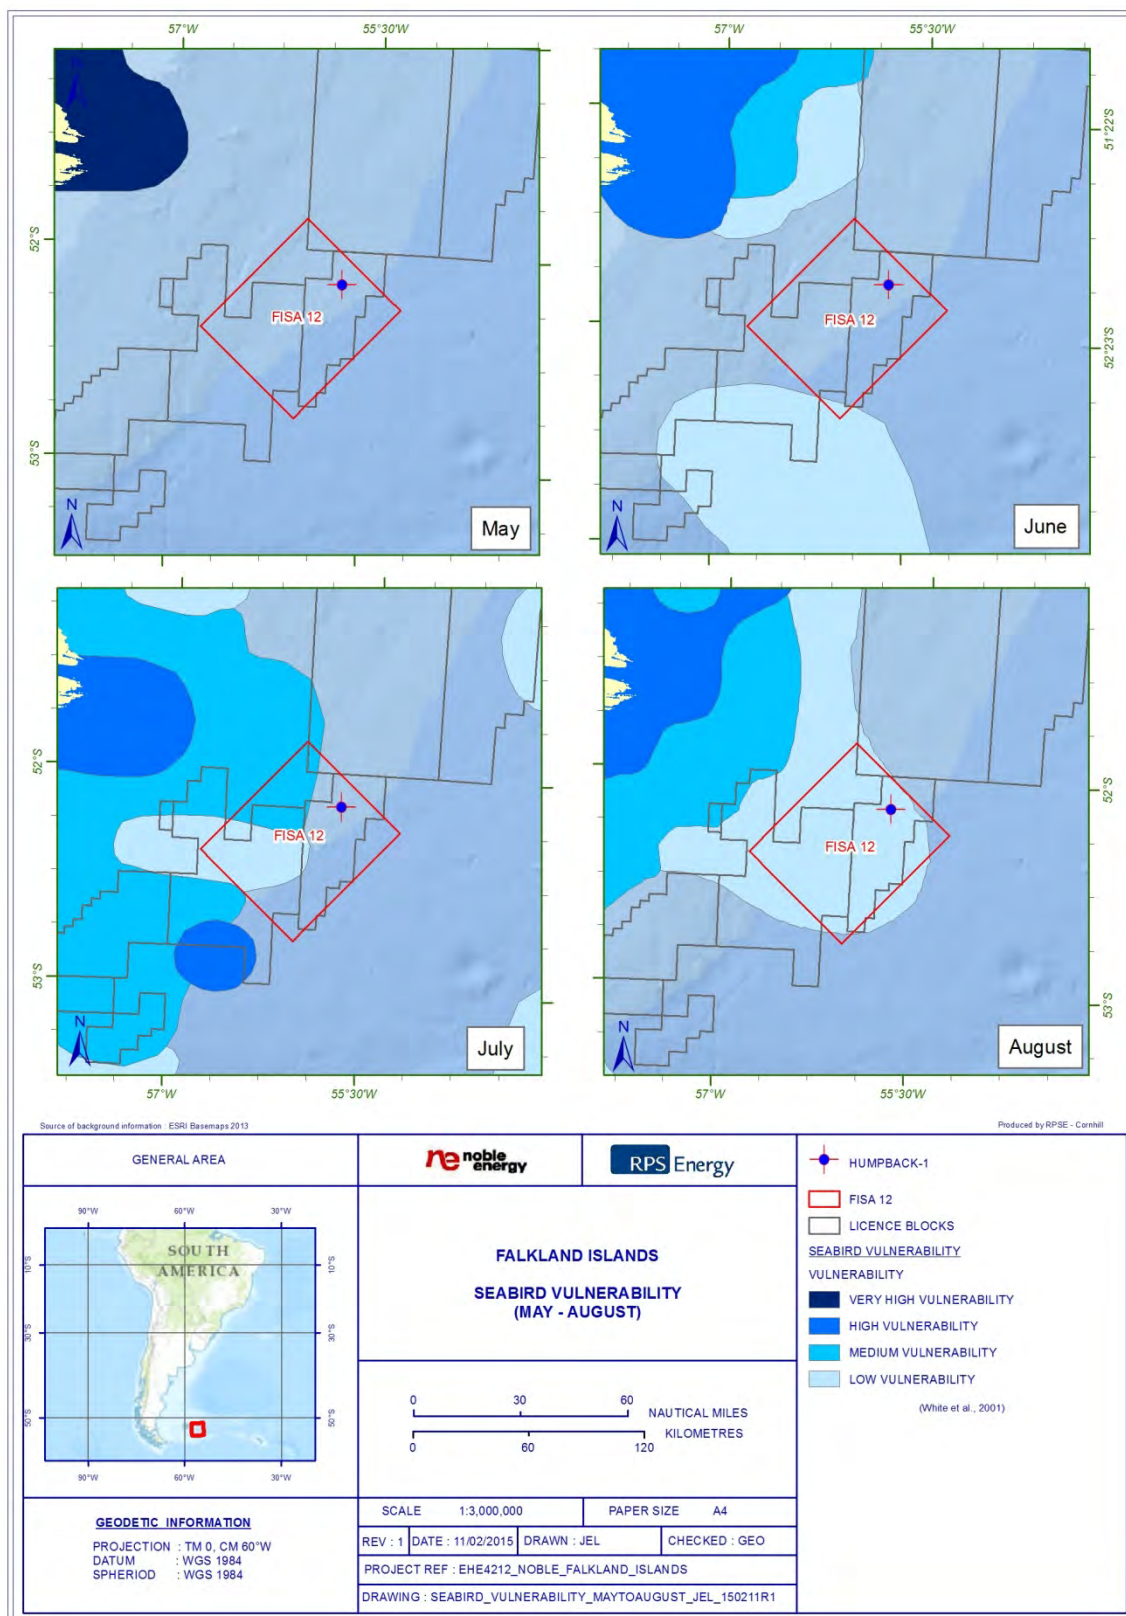 57°W 55°30'W 57°W 55°30'W
51°22'S
52°S
52°23'S
53°S
FISA 12
FISA 12
N
May
N
June
52°S
52°S
53°S
53°S
FISA 12
FISA 12
N
July
N
August
57°W 55°30'W 57°W 55°30'W
Source of background information : ESRI Basemaps 2013
Produced by RPSE - Cornhill
GENERAL AREA
90°W 60°W 30°W
10°S 10°S
30°S 30°S
50°S 50°S
SOUTH
AMERICA
90°W 60°W 30°W
GEODETIC INFORMATION
PROJECTION : TM 0, CM 60°W
DATUM : WGS 1984
SPHERIOD : WGS 1984
ne noble
energy
RPS Energy
FALKLAND ISLANDS
SEABIRD VULNERABILITY
(MAY - AUGUST)
0 30 60
NAUTICAL MILES
KILOMETRES
0 60 120
SCALE 1:3,000,000 PAPER SIZE A4
REV : 1 DATE : 11/02/2015 DRAWN : JEL CHECKED : GEO
PROJECT REF : EHE4212_NOBLE_FALKLAND_ISLANDS
DRAWING : SEABIRD_VULNERABILITY_MAYTOAUGUST_JEL_150211R1
HUMPBACK-1
FISA 12
LICENCE BLOCKS
SEABIRD VULNERABILITY
VULNERABILITY
VERY HIGH VULNERABILITY
HIGH VULNERABILITY
MEDIUM VULNERABILITY
LOW VULNERABILITY
(White et al., 2001)